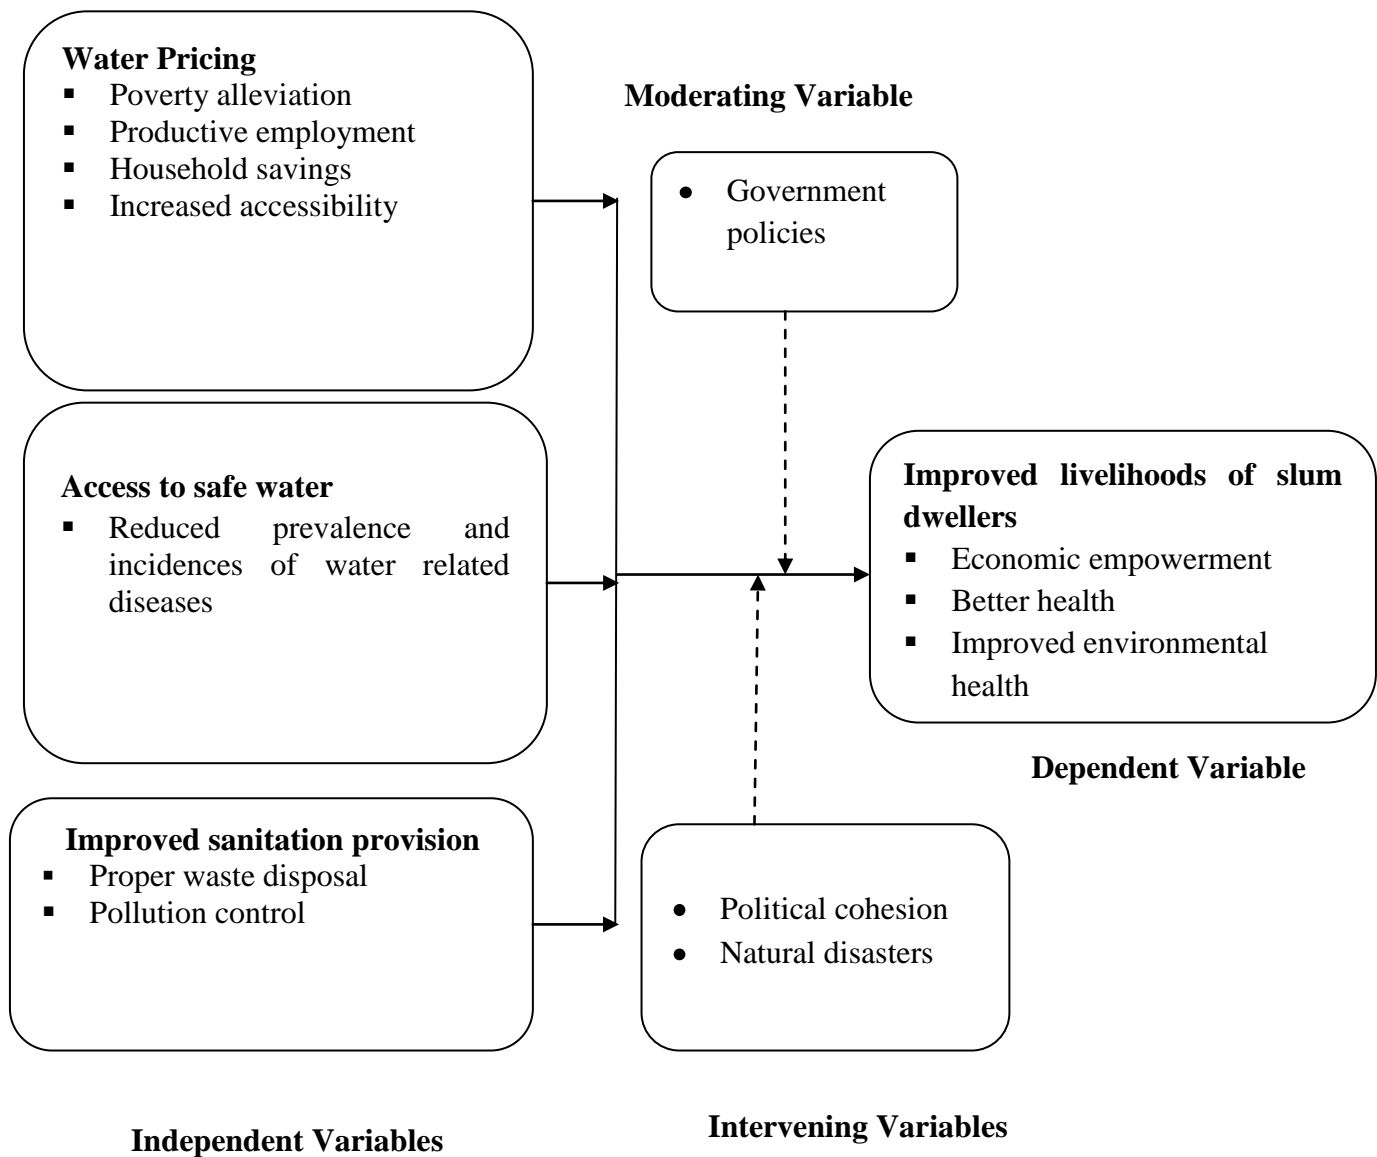 Water Pricing
▪ Poverty alleviation
▪ Productive employment
▪ Household savings
▪ Increased accessibility
Moderating Variable
● Government
policies
Access to safe water
▪ Reduced prevalence and
incidences of water related
diseases
Improved livelihoods of slum
dwellers
▪ Economic empowerment
▪ Better health
▪ Improved environmental
health
Dependent Variable
Improved sanitation provision
▪ Proper waste disposal
▪ Pollution control
● Political cohesion
● Natural disasters
Independent Variables
Intervening Variables